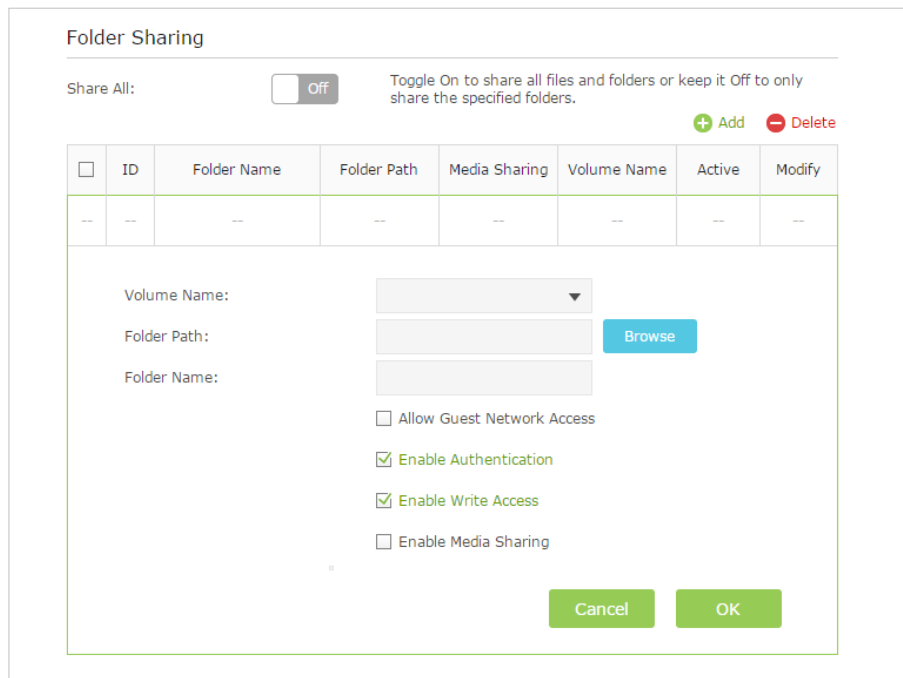 Folder Sharing
Share All:
Off
Toggle On to share all files and folders or keep it Off to only
share the specified folders.
Add Delete
ID Folder Name Folder Path Media Sharing Volume Name Active Modify
-- -- -- -- -- -- -- --
Volume Name:
Folder Path:
Browse
Folder Name:
Allow Guest Network Access
Enable Authentication
Enable Write Access
Enable Media Sharing
Cancel OK